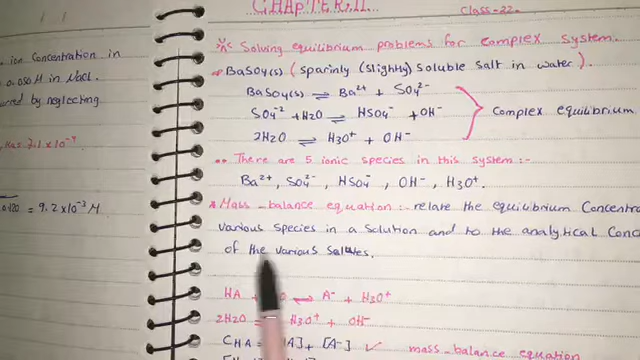 CHAPTER.11
Class-22.
Solving equilibrium problems for complex system.
BaSO4(s) (sparinly (slightly) soluble salt in water).
BaSO4(s) ⇌ Ba²⁺ + SO4²⁻
SO4⁻² + H2O ⇌ HSO4⁻ + OH⁻
Complex equilibrium
2H2O ⇌ H3O⁺ + OH⁻
There are 5 ionic species in this system :-
Ba²⁺, SO4²⁻, HSO4⁻, OH⁻, H3O⁺.
* Mass-balance equation :- relate the equilibrium Concentra
various species in a solution and to the analytical Conc
of the various solutes.
HA + O ⇌ A⁻ + H3O⁺
2H2O H3O⁺ + OH⁻
CHA = A] + [A⁻] ✓ mass-balance equation
ion Concentration in
0.050 M in NaCl.
by neglecting
= 9.2 x 10⁻³ M